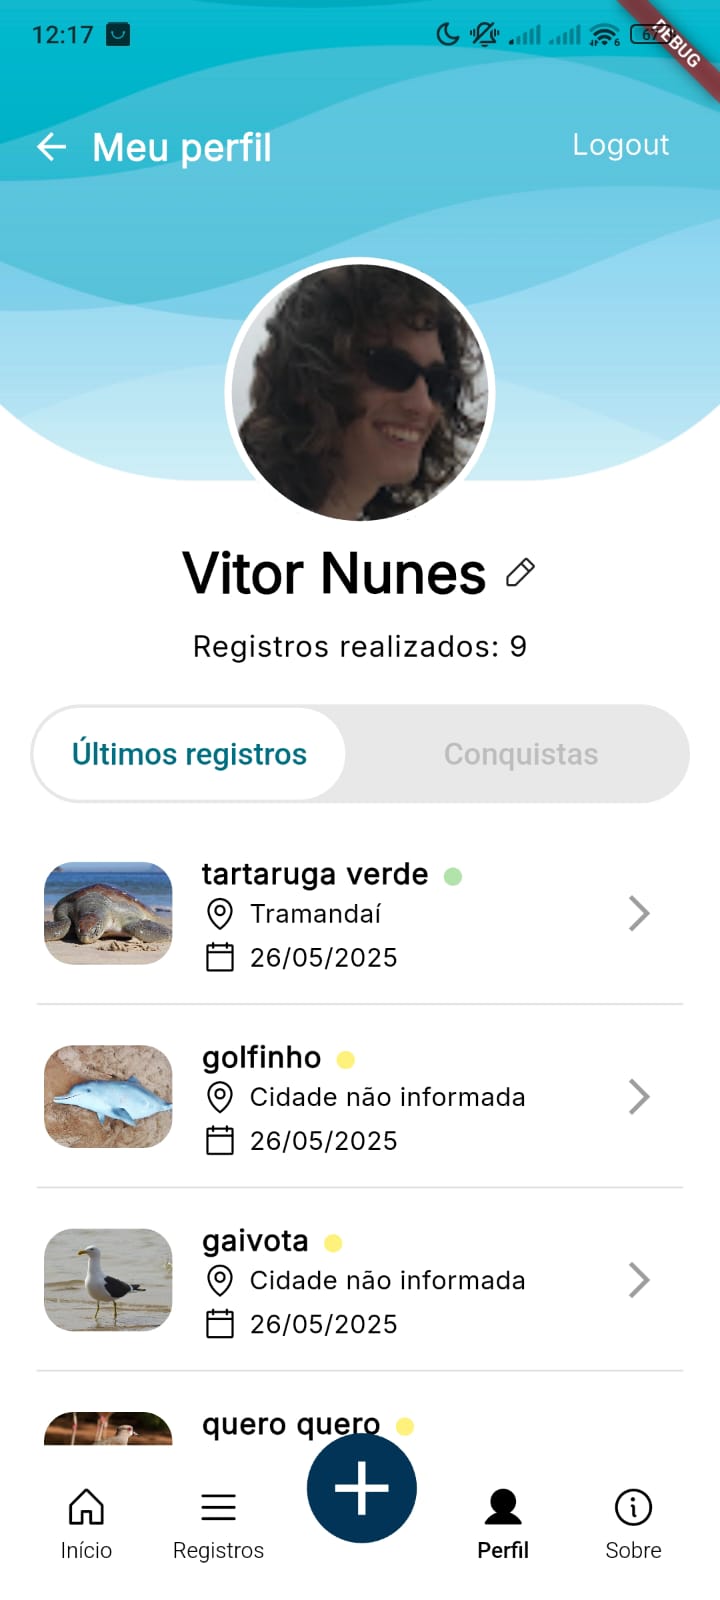 12:17
67
DEBUG
Meu perfil
Logout
Vitor Nunes
Registros realizados: 9
Últimos registros
Conquistas
tartaruga verde
Tramandaí
26/05/2025
golfinho
Cidade não informada
26/05/2025
gaivota
Cidade não informada
26/05/2025
quero quero
Início
Registros
Perfil
Sobre